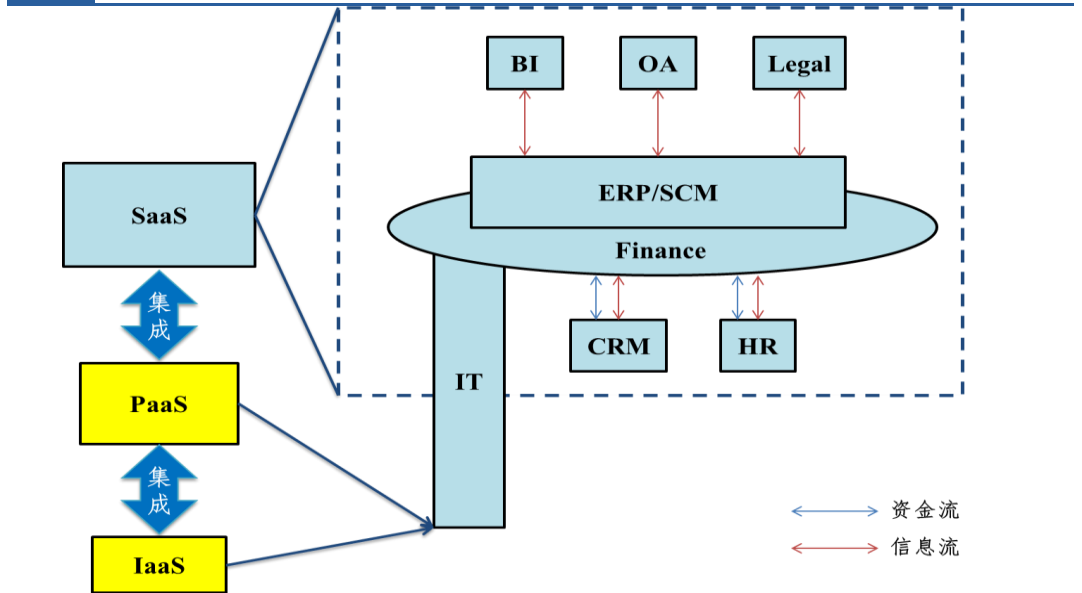 BI
OA
Legal
ERP/SCM
Finance
CRM
HR
IT
SaaS
集成
PaaS
集成
IaaS
资金流
信息流